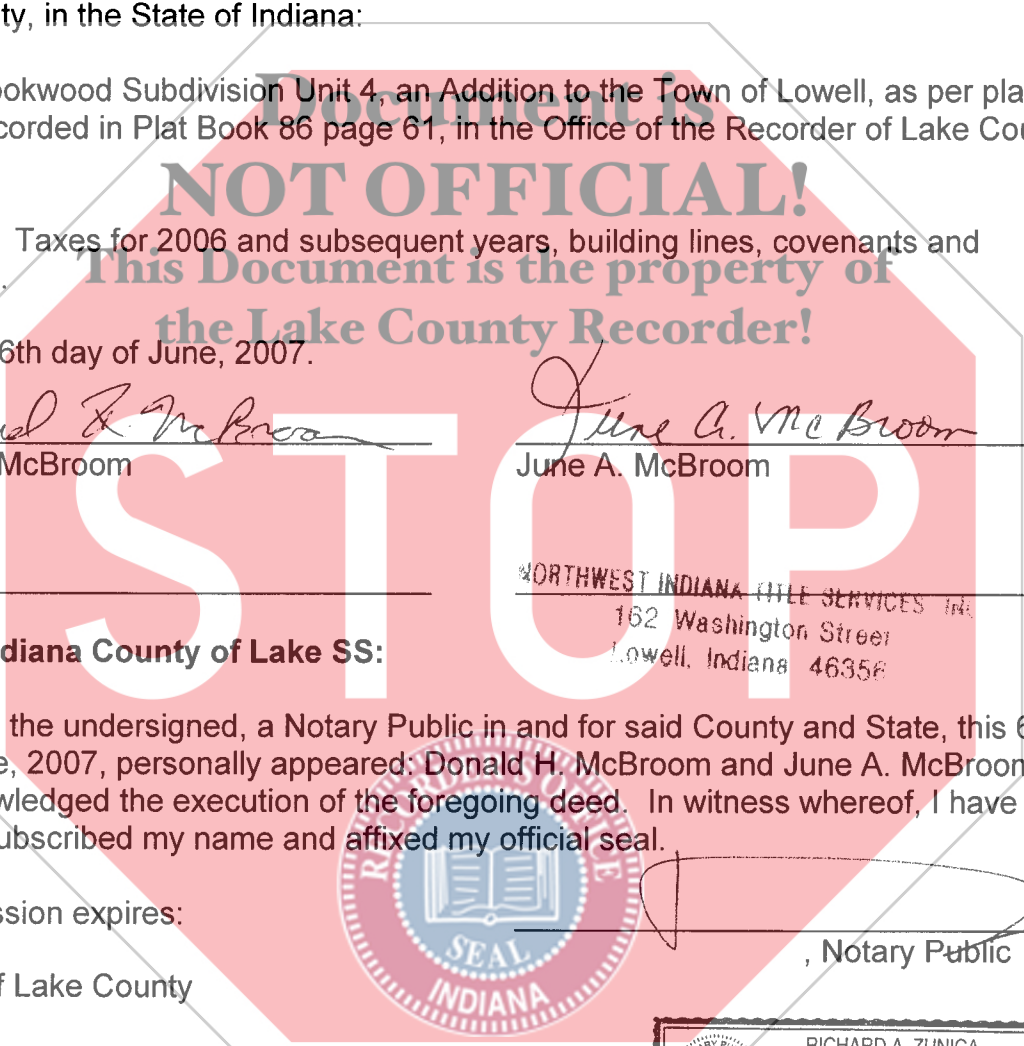 ty, in the State of Indiana:
ookwood Subdivision Unit 4, an Addition to the Town of Lowell, as per pla
Document is
corded in Plat Book 86 page 61, in the Office of the Recorder of Lake Cou
NOT OFFICIAL!
Taxes for 2006 and subsequent years, building lines, covenants and
This Document is the property of
.
the Lake County Recorder!
6th day of June, 2007.
ld H. McBroom
June A. McBroom
McBroom
June A. McBroom
STOP
NORTHWEST INDIANA TITLE SERVICES INC
162 Washington Street
Lowell, Indiana 46356
diana County of Lake SS:
the undersigned, a Notary Public in and for said County and State, this 6
e, 2007, personally appeared: Donald H. McBroom and June A. McBroom
wledged the execution of the foregoing deed. In witness whereof, I have
ubscribed my name and affixed my official seal.
RECORDER'S OFFICE
SEAL
INDIANA
ssion expires:
, Notary Public
f Lake County
RICHARD A. ZUNICA